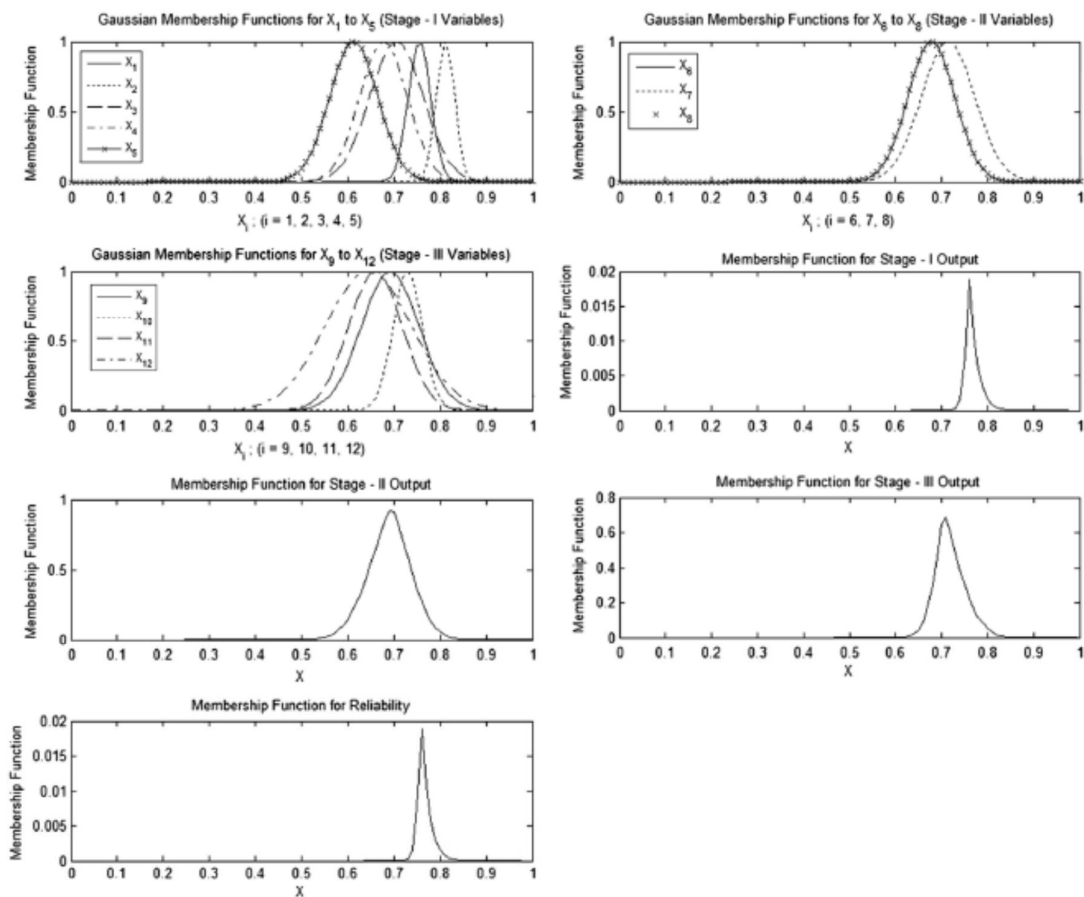 Gaussian Membership Functions for X1 to X5 (Stage - I Variables)
Membership Function
1
0.5
0
X1
X2
X3
X4
X5
0 0.1 0.2 0.3 0.4 0.5 0.6 0.7 0.8 0.9 1
Xi ; (i = 1, 2, 3, 4, 5)
Gaussian Membership Functions for X6 to X8 (Stage - II Variables)
Membership Function
1
0.5
0
X6
X7
X8
0 0.1 0.2 0.3 0.4 0.5 0.6 0.7 0.8 0.9 1
Xi ; (i = 6, 7, 8)
Gaussian Membership Functions for X9 to X12 (Stage - III Variables)
Membership Function
1
0.5
0
X9
X10
X11
X12
0 0.1 0.2 0.3 0.4 0.5 0.6 0.7 0.8 0.9 1
Xi ; (i = 9, 10, 11, 12)
Membership Function for Stage - I Output
Membership Function
0.02
0.015
0.01
0.005
0
0 0.1 0.2 0.3 0.4 0.5 0.6 0.7 0.8 0.9 1
X
Membership Function for Stage - II Output
Membership Function
1
0.5
0
0 0.1 0.2 0.3 0.4 0.5 0.6 0.7 0.8 0.9 1
X
Membership Function for Stage - III Output
Membership Function
0.8
0.6
0.4
0.2
0
0 0.1 0.2 0.3 0.4 0.5 0.6 0.7 0.8 0.9 1
X
Membership Function for Reliability
Membership Function
0.02
0.015
0.01
0.005
0
0 0.1 0.2 0.3 0.4 0.5 0.6 0.7 0.8 0.9 1
X